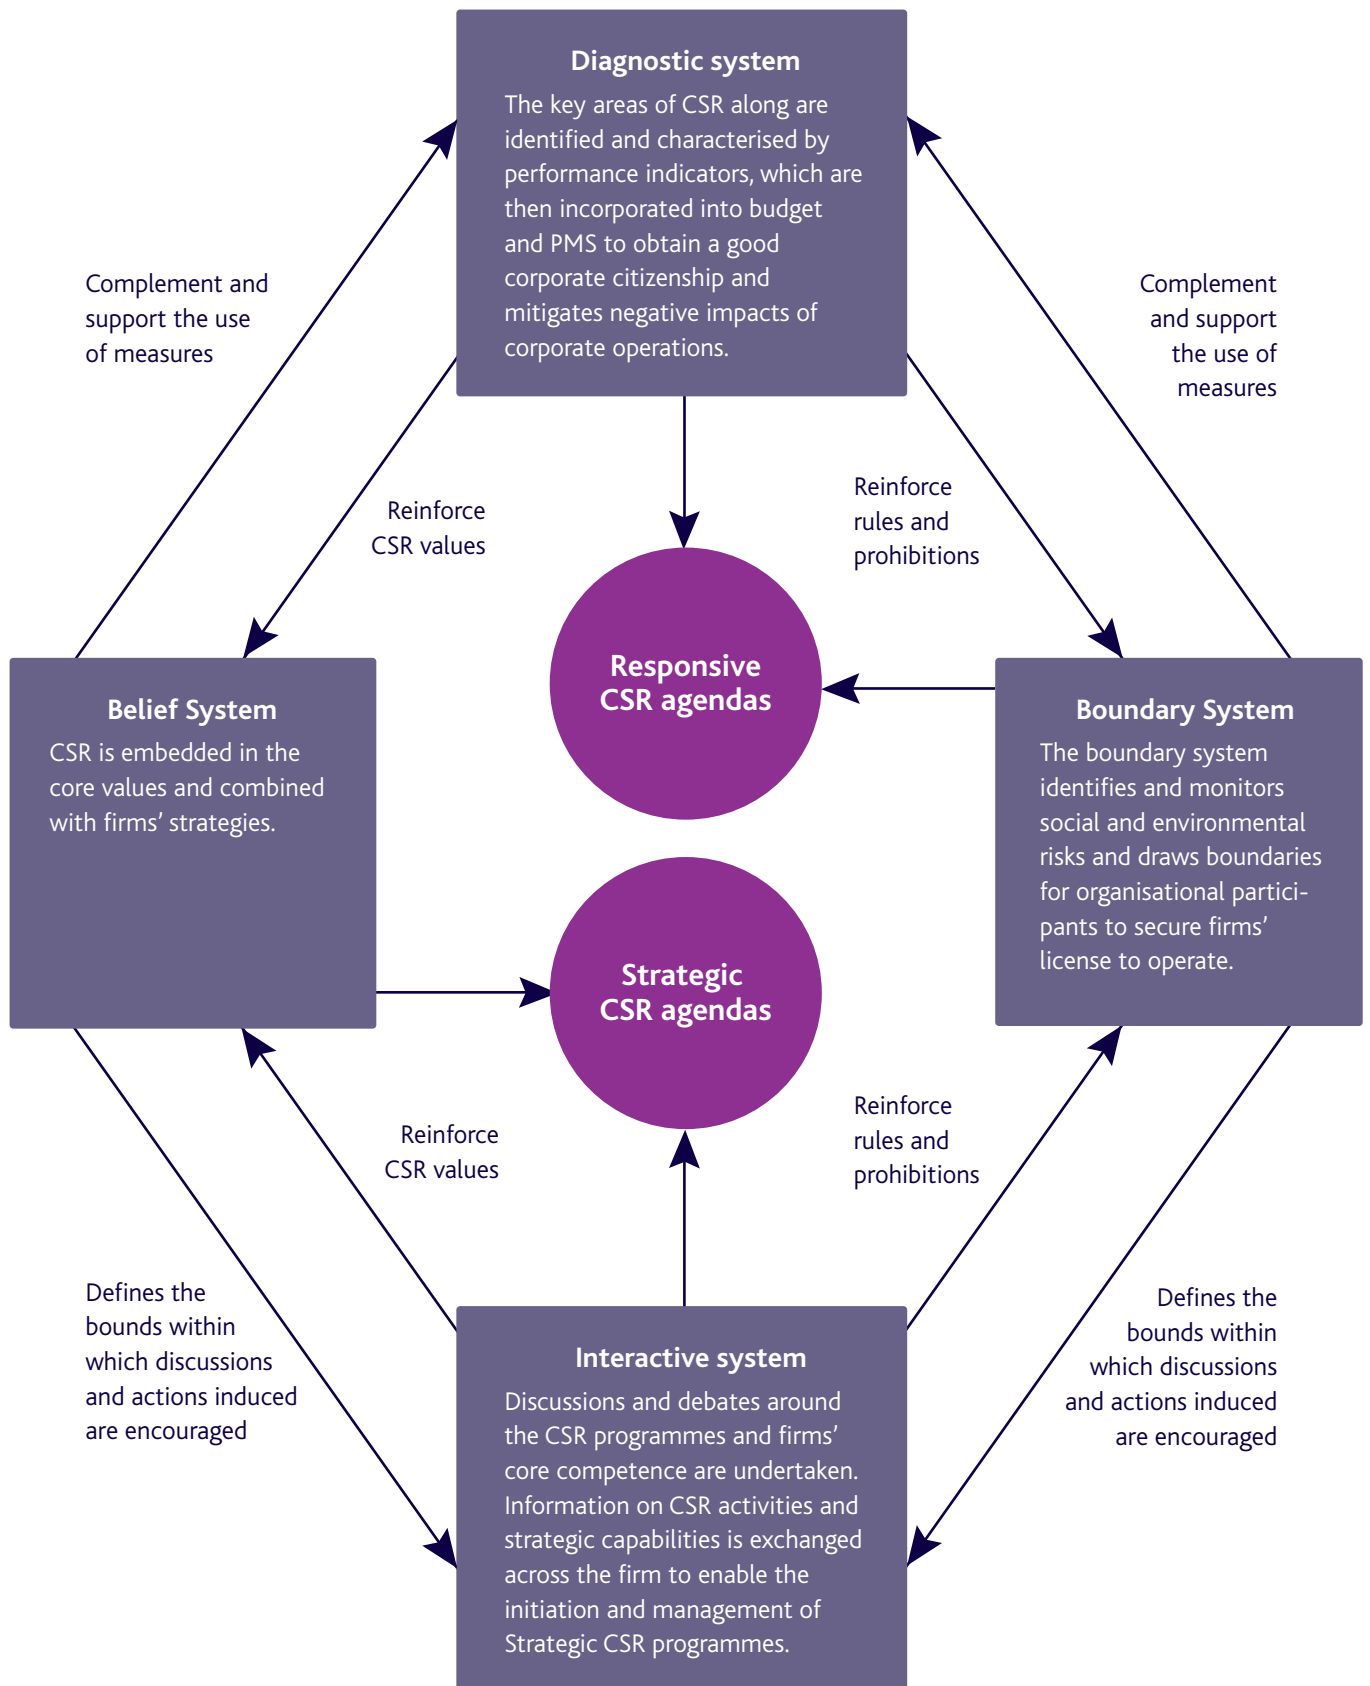 Diagnostic system
The key areas of CSR along are
identified and characterised by
performance indicators, which are
then incorporated into budget
and PMS to obtain a good
corporate citizenship and
mitigates negative impacts of
corporate operations.
Complement and
support the use
of measures
Complement
and support
the use of
measures
Reinforce
CSR values
Reinforce
rules and
prohibitions
Responsive
CSR agendas
Belief System
CSR is embedded in the
core values and combined
with firms’ strategies.
Boundary System
The boundary system
identifies and monitors
social and environmental
risks and draws boundaries
for organisational partici-
pants to secure firms’
license to operate.
Strategic
CSR agendas
Reinforce
CSR values
Reinforce
rules and
prohibitions
Defines the
bounds within
which discussions
and actions induced
are encouraged
Defines the
bounds within
which discussions
and actions induced
are encouraged
Interactive system
Discussions and debates around
the CSR programmes and firms’
core competence are undertaken.
Information on CSR activities and
strategic capabilities is exchanged
across the firm to enable the
initiation and management of
Strategic CSR programmes.